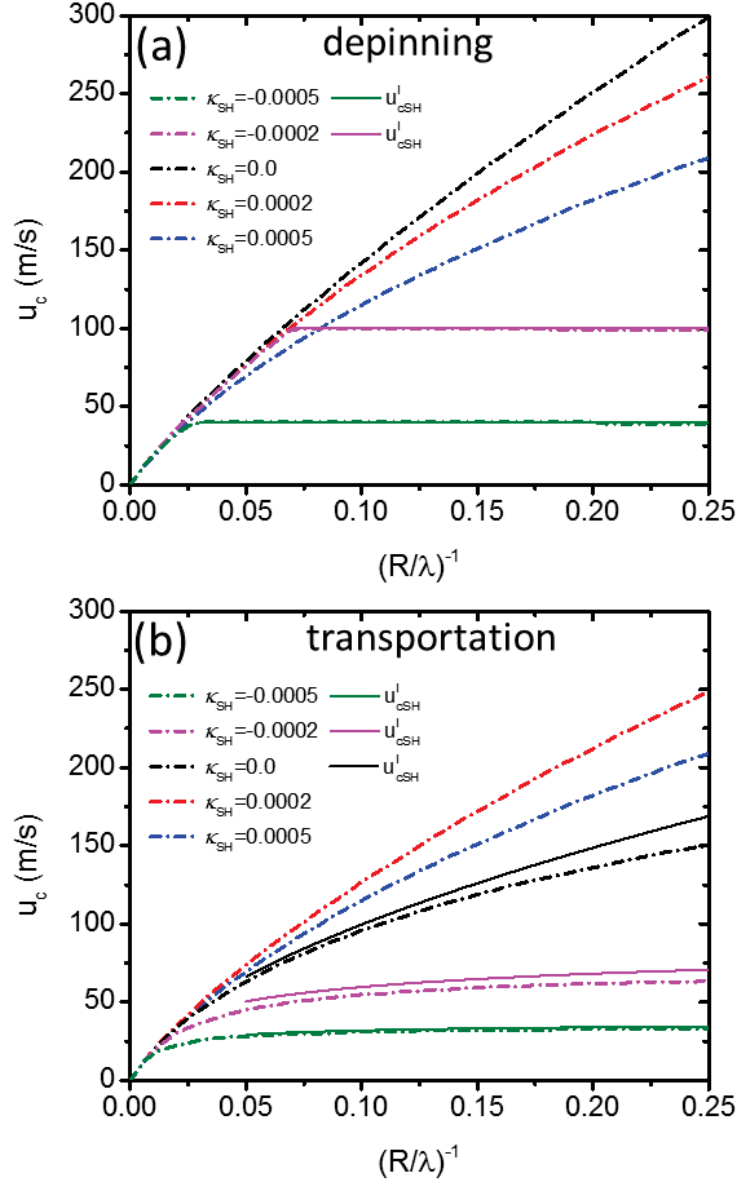 (a) depinning
κSH=-0.0005 uIcSH
κSH=-0.0002 uIcSH
κSH=0.0
κSH=0.0002
κSH=0.0005
uc (m/s)
300
250
200
150
100
50
0
0.00 0.05 0.10 0.15 0.20 0.25
(R/λ)-1
(b) transportation
κSH=-0.0005 uIcSH
κSH=-0.0002 uIcSH
κSH=0.0 uIcSH
κSH=0.0002
κSH=0.0005
uc (m/s)
300
250
200
150
100
50
0
0.00 0.05 0.10 0.15 0.20 0.25
(R/λ)-1